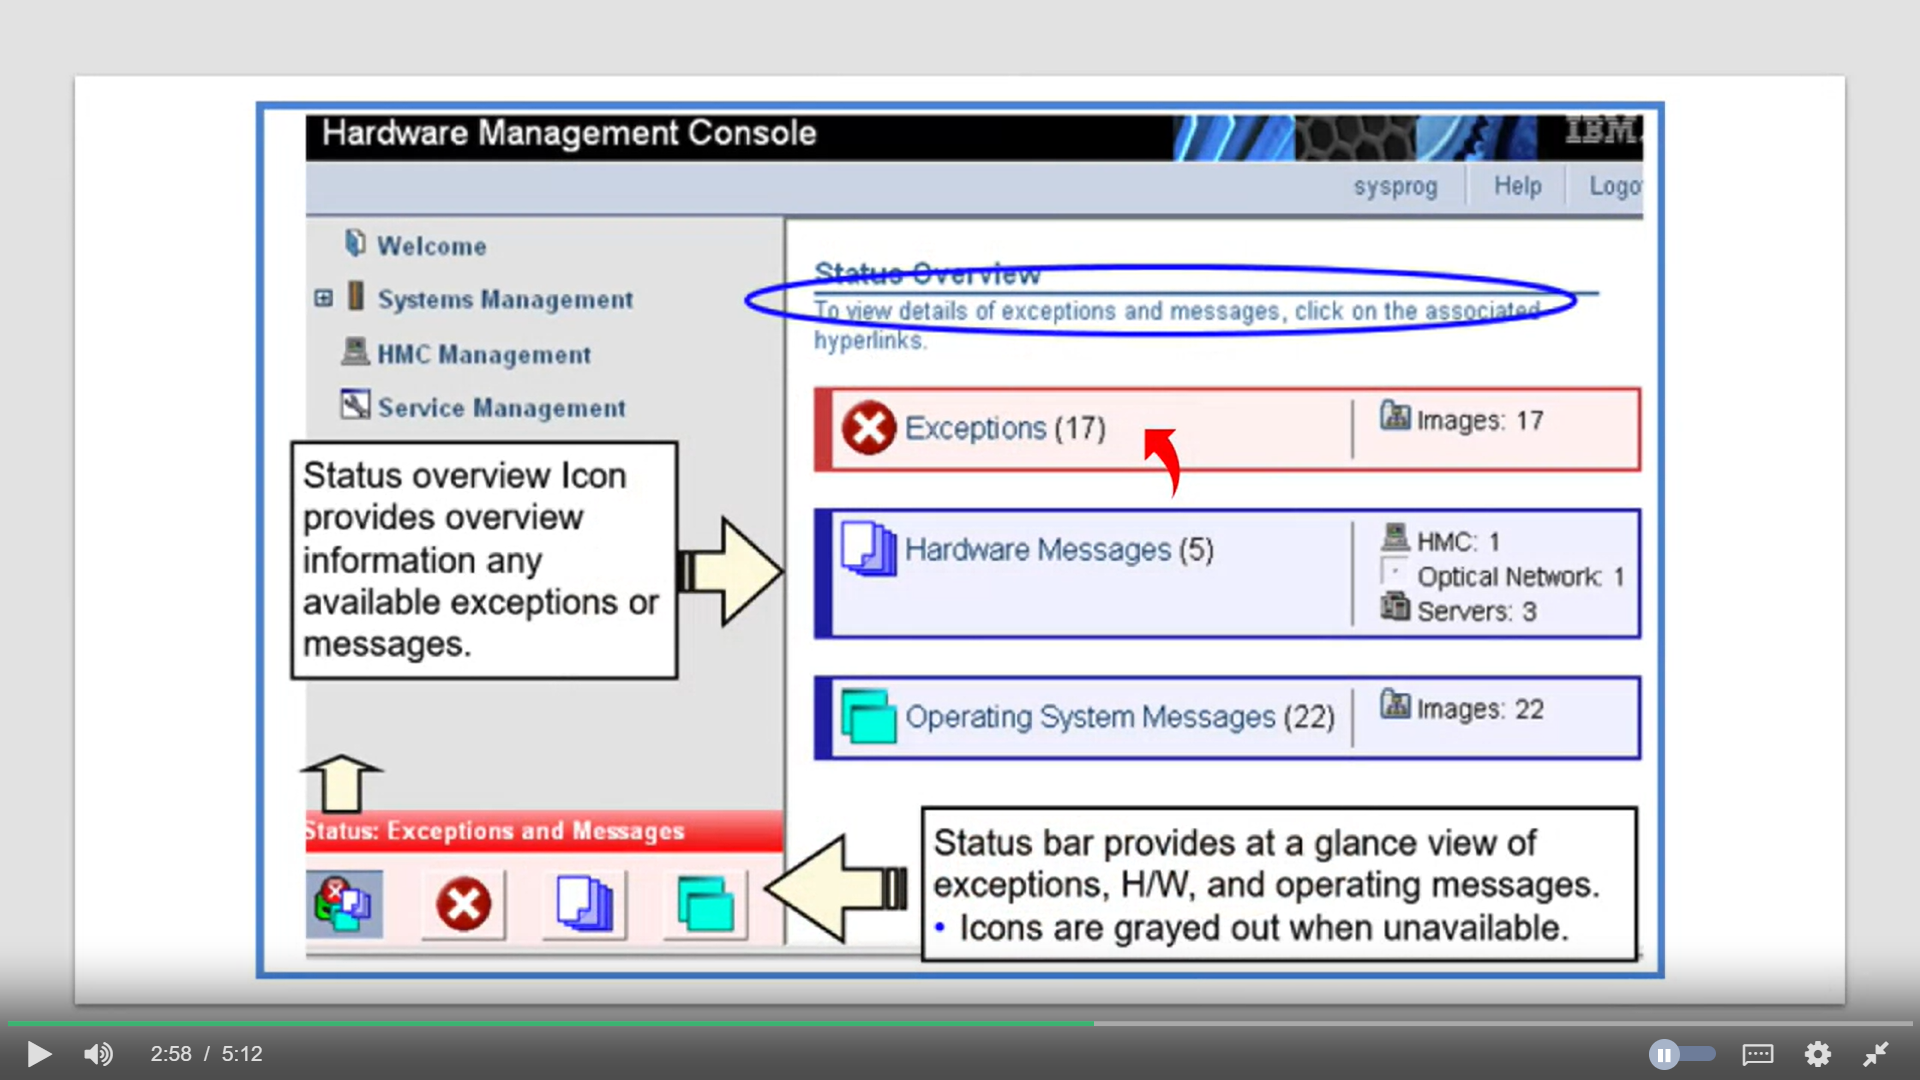 Hardware Management Console
IBM.
sysprog
Help
Logo
Welcome
Systems Management
HMC Management
Service Management
Status Overview
To view details of exceptions and messages, click on the associated
hyperlinks.
Exceptions (17)
Images: 17
Hardware Messages (5)
HMC: 1
Optical Network: 1
Servers: 3
Operating System Messages (22)
Images: 22
Status overview Icon
provides overview
information any
available exceptions or
messages.
Status: Exceptions and Messages
Status bar provides at a glance view of
exceptions, H/W, and operating messages.
• Icons are grayed out when unavailable.
2:58 / 5:12